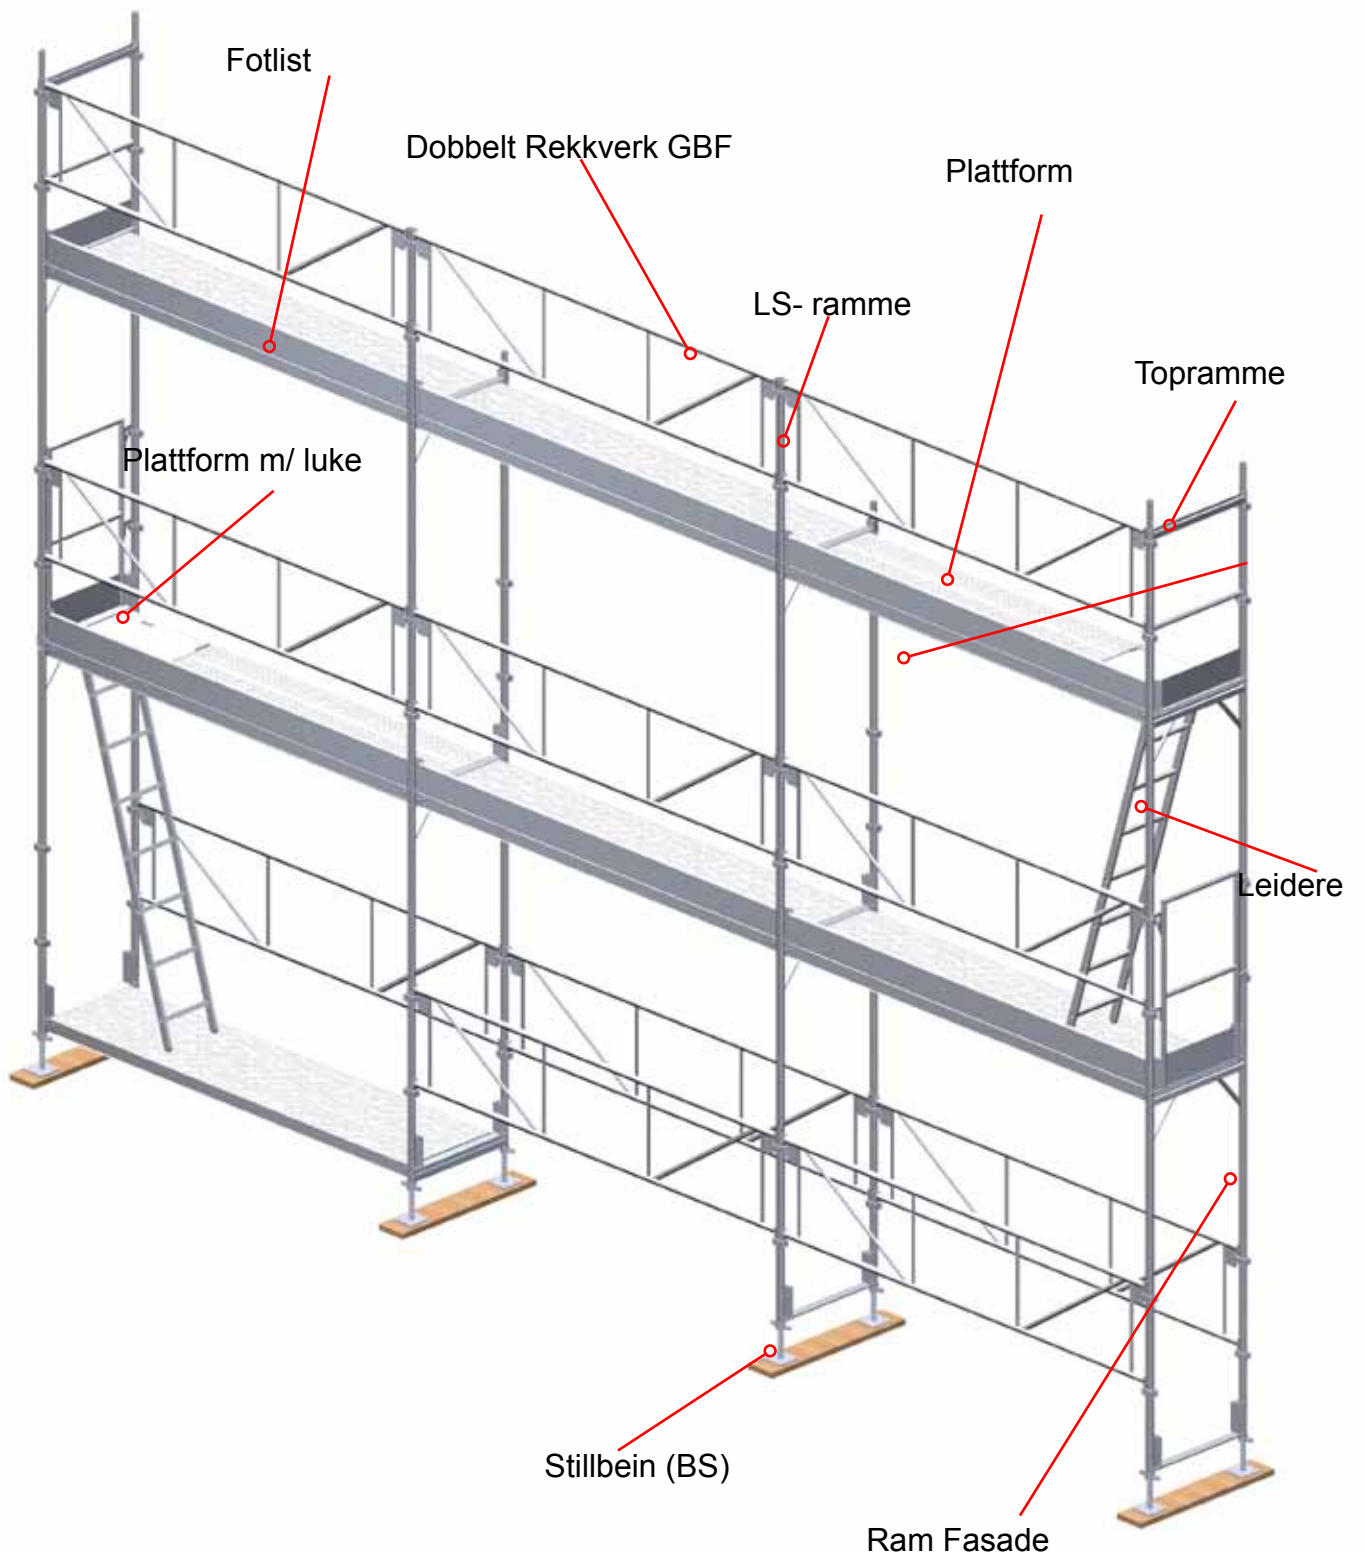 Fotlist
Dobbelt Rekkverk GBF
Plattform
LS- ramme
Topramme
Plattform m/ luke
Leidere
Stillbein (BS)
Ram Fasade